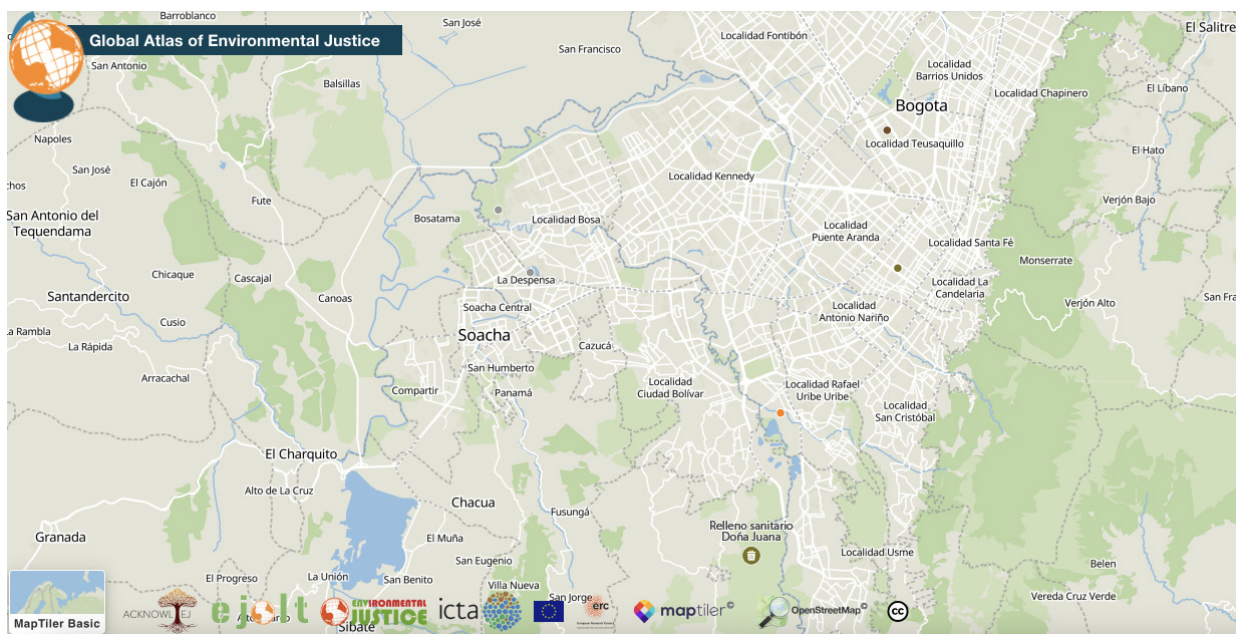 Barroblanco
San José
El Salitre
Global Atlas of Environmental Justice
Localidad Fontibón
San Francisco
San Antonio
Localidad
Barrios Unidos
Balsillas
El Líbano
Localidad Chapinero
Bogota
Napoles
Localidad Teusaquillo
El Hato
San José
Localidad Kennedy
El Cajón
chos
Fute
Verjón Bajo
San Antonio del
Tequendama
Bosatama
Localidad Bosa
Localidad
Puente Aranda
Localidad Santa Fé
Monserrate
Chicaque
Cascajal
La Despensa
Localidad La
Candelaria
Santandercito
Canoas
San Fra
Verjón Alto
Soacha Central
Localidad
Antonio Nariño
Cusio
La Rambla
Soacha
La Rápida
Cazucá
San Humberto
Arracachal
Localidad
Ciudad Bolívar
Localidad Rafael
Uribe Uribe
Compartir
Panamá
Localidad
San Cristóbal
El Charquito
Alto de La Cruz
Chacua
Fusungá
Relleno sanitario
Doña Juana
Granada
El Muña
Localidad Usme
San Eugenio
Belen
El Progreso
La Unión
San Benito
Villa Nueva
San Jorge
Vereda Cruz Verde
MapTiler Basic
ACKNOWL EJ
ejolt
ENVIRONMENTAL
JUSTICE
icta
erc
maptiler©
OpenStreetMap©
cc
Sibaté